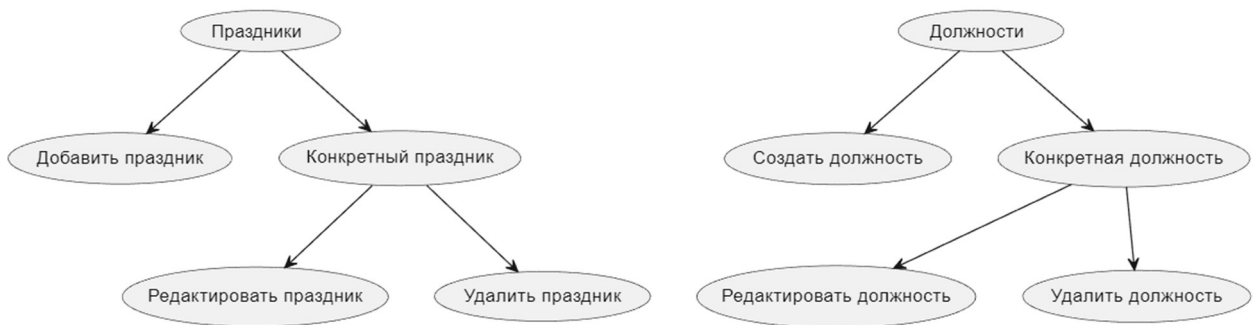 Праздники
Должности
Добавить праздник
Конкретный праздник
Создать должность
Конкретная должность
Редактировать праздник
Удалить праздник
Редактировать должность
Удалить должность